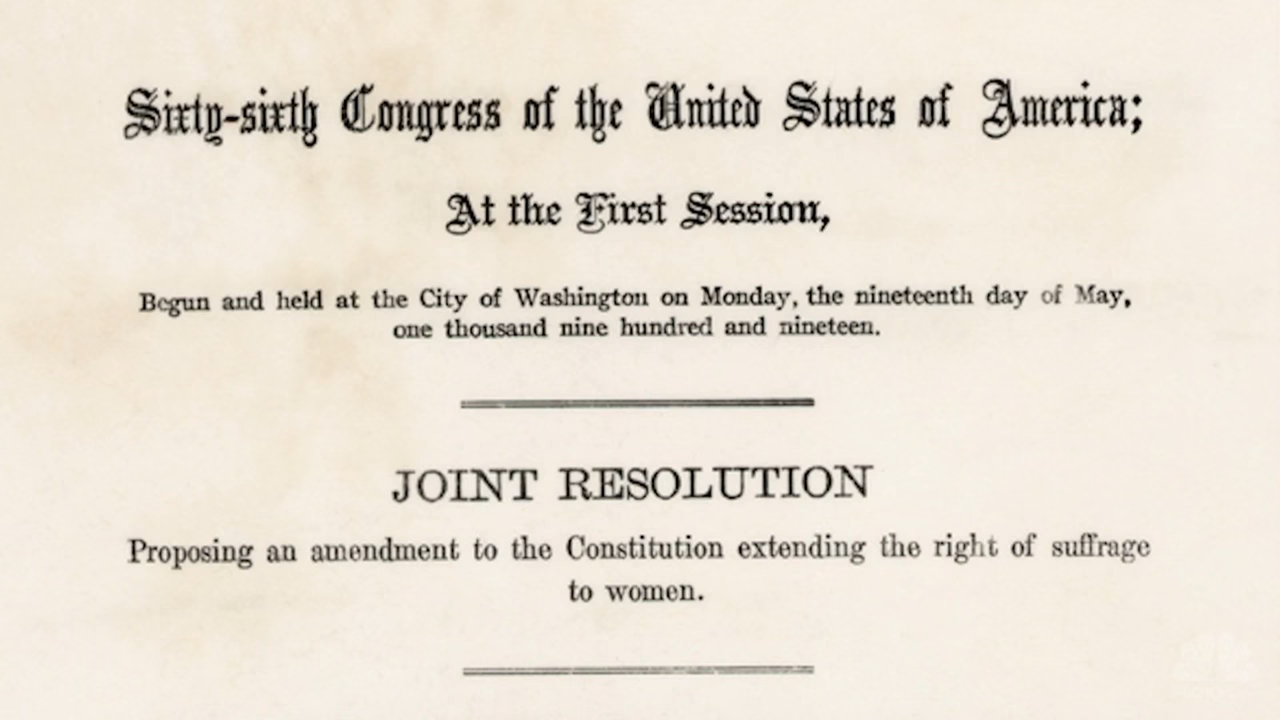 Sixty-sixth Congress of the United States of America;
At the First Session,
Begun and held at the City of Washington on Monday, the nineteenth day of May,
one thousand nine hundred and nineteen.
JOINT RESOLUTION
Proposing an amendment to the Constitution extending the right of suffrage
to women.